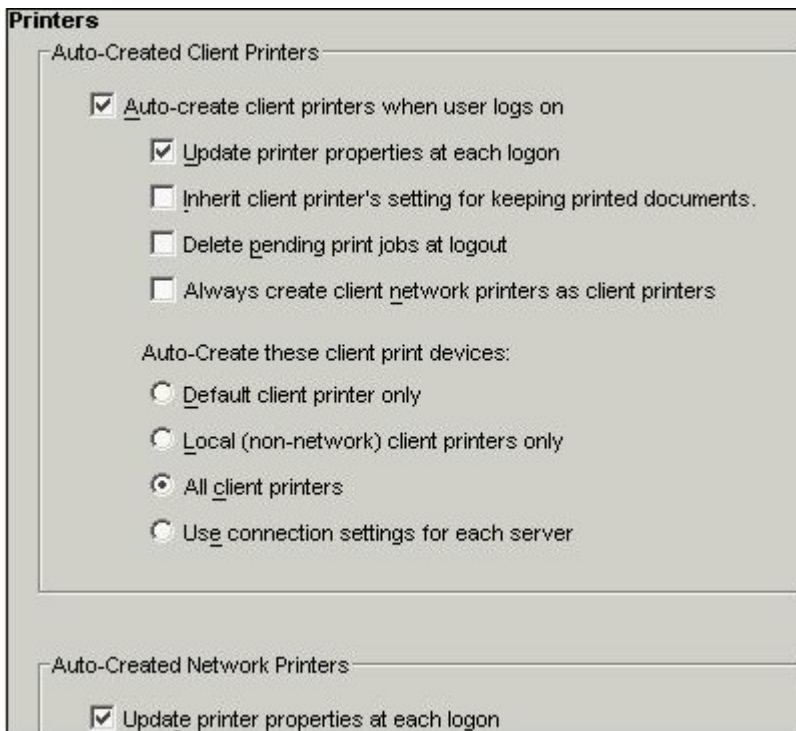 Printers
Auto-Created Client Printers
Auto-create client printers when user logs on
Update printer properties at each logon
Inherit client printer's setting for keeping printed documents.
Delete pending print jobs at logout
Always create client network printers as client printers
Auto-Create these client print devices:
Default client printer only
Local (non-network) client printers only
All client printers
Use connection settings for each server
Auto-Created Network Printers
Update printer properties at each logon